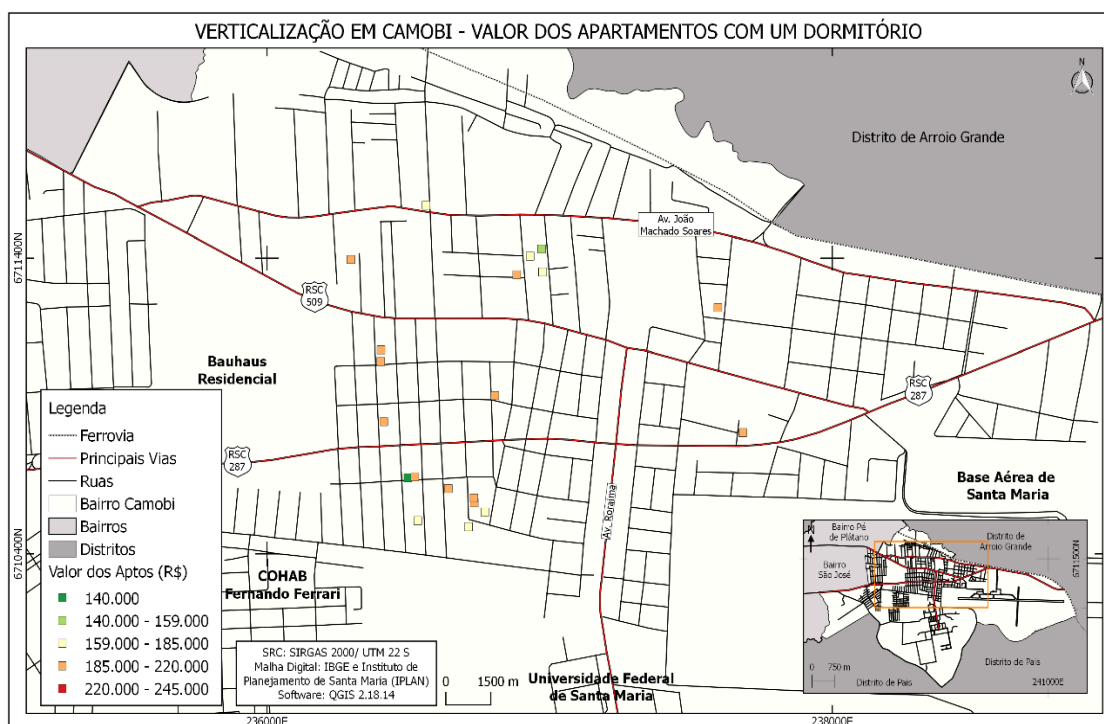 VERTICALIZAÇÃO EM CAMOBI - VALOR DOS APARTAMENTOS COM UM DORMITÓRIO
N
Distrito de Arroio Grande
Av. João
Machado Soares
6711400N
RSC
509
Bauhaus
Residencial
RSC
287
RSC
287
Base Aérea de
Santa Maria
Av. Roraima
6710400N
COHAB
Fernando Ferrari
Universidade Federal
de Santa Maria
Legenda
Ferrovia
Principais Vias
Ruas
Bairro Camobi
Bairros
Distritos
Valor dos Aptos (R$)
140.000
140.000 - 159.000
159.000 - 185.000
185.000 - 220.000
220.000 - 245.000
SRC: SIRGAS 2000/ UTM 22 S
Malha Digital: IBGE e Instituto de
Planejamento de Santa Maria (IPLAN)
Software: QGIS 2.18.14
0 1500 m
Bairro Pé
de Plátano
Distrito de
Arroio Grande
Bairro
São José
6711500N
Distrito de Pais
0 750 m
Distrito de Pais
241000E
236000E
238000E